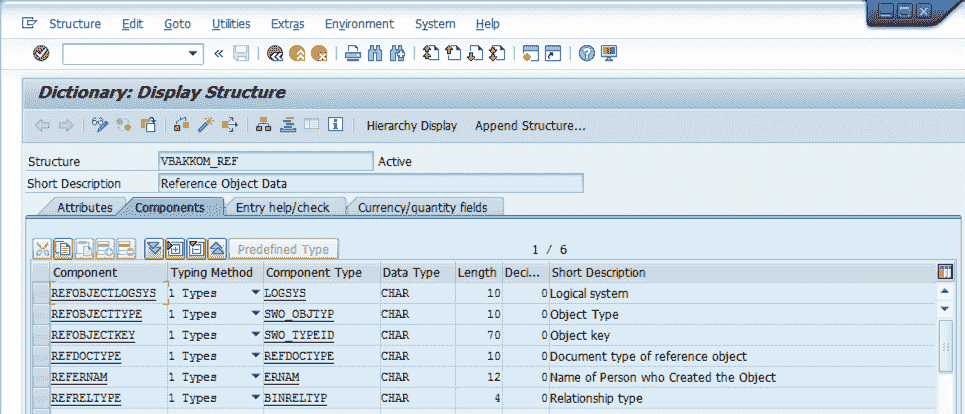 Structure Edit Goto Utilities Extras Environment System Help
«
Dictionary: Display Structure
Hierarchy Display Append Structure...
Structure VBAKKOM_REF Active
Short Description Reference Object Data
Attributes Components Entry help/check Currency/quantity fields
Predefined Type 1 / 6
Component Typing Method Component Type Data Type Length Deci... Short Description
REFOBJECTLOGSYS 1 Types LOGSYS CHAR 10 0 Logical system
REFOBJECTTYPE 1 Types SWO_OBJTYP CHAR 10 0 Object Type
REFOBJECTKEY 1 Types SWO_TYPEID CHAR 70 0 Object key
REFDOCTYPE 1 Types REFDOCTYPE CHAR 10 0 Document type of reference object
REFERNAM 1 Types ERNAM CHAR 12 0 Name of Person who Created the Object
REFRELTYPE 1 Types BINRELTYP CHAR 4 0 Relationship type